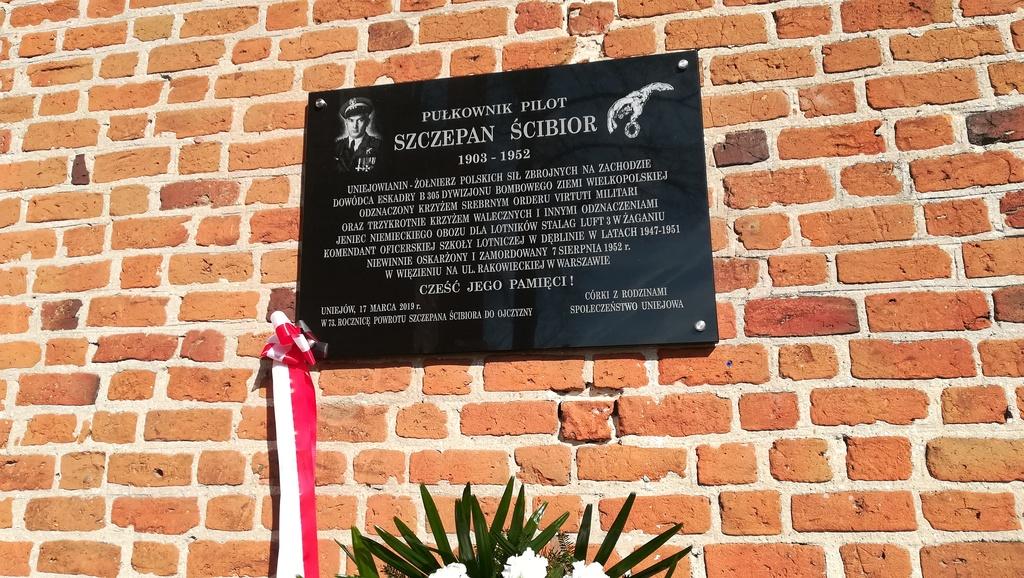 PUŁKOWNIK PILOT
SZCZEPAN ŚCIBIOR
1903 - 1952
UNIEJOWIANIN - ŻOŁNIERZ POLSKICH SIŁ ZBROJNYCH NA ZACHODZIE
DOWÓDCA ESKADRY B 305 DYWIZJONU BOMBOWEGO ZIEMI WIELKOPOLSKIEJ
ODZNACZONY KRZYŻEM SREBRNYM ORDERU VIRTUTI MILITARI
ORAZ TRZYKROTNIE KRZYŻEM WALECZNYCH I INNYMI ODZNACZENIAMI
JENIEC NIEMIECKIEGO OBOZU DLA LOTNIKÓW STALAG LUFT 3 W ŻAGANIU
KOMENDANT OFICERSKIEJ SZKOŁY LOTNICZEJ W DĘBLINIE W LATACH 1947-1951
NIEWINNIE OSKARŻONY I ZAMORDOWANY 7 SIERPNIA 1952 r.
W WIĘZIENIU NA UL. RAKOWIECKIEJ W WARSZAWIE
CZEŚĆ JEGO PAMIĘCI !
UNIEJÓW, 17 MARCA 2019 r.
W 73. ROCZNICĘ POWROTU SZCZEPANA ŚCIBIORA DO OJCZYZNY
CÓRKI Z RODZINAMI
SPOŁECZEŃSTWO UNIEJOWA